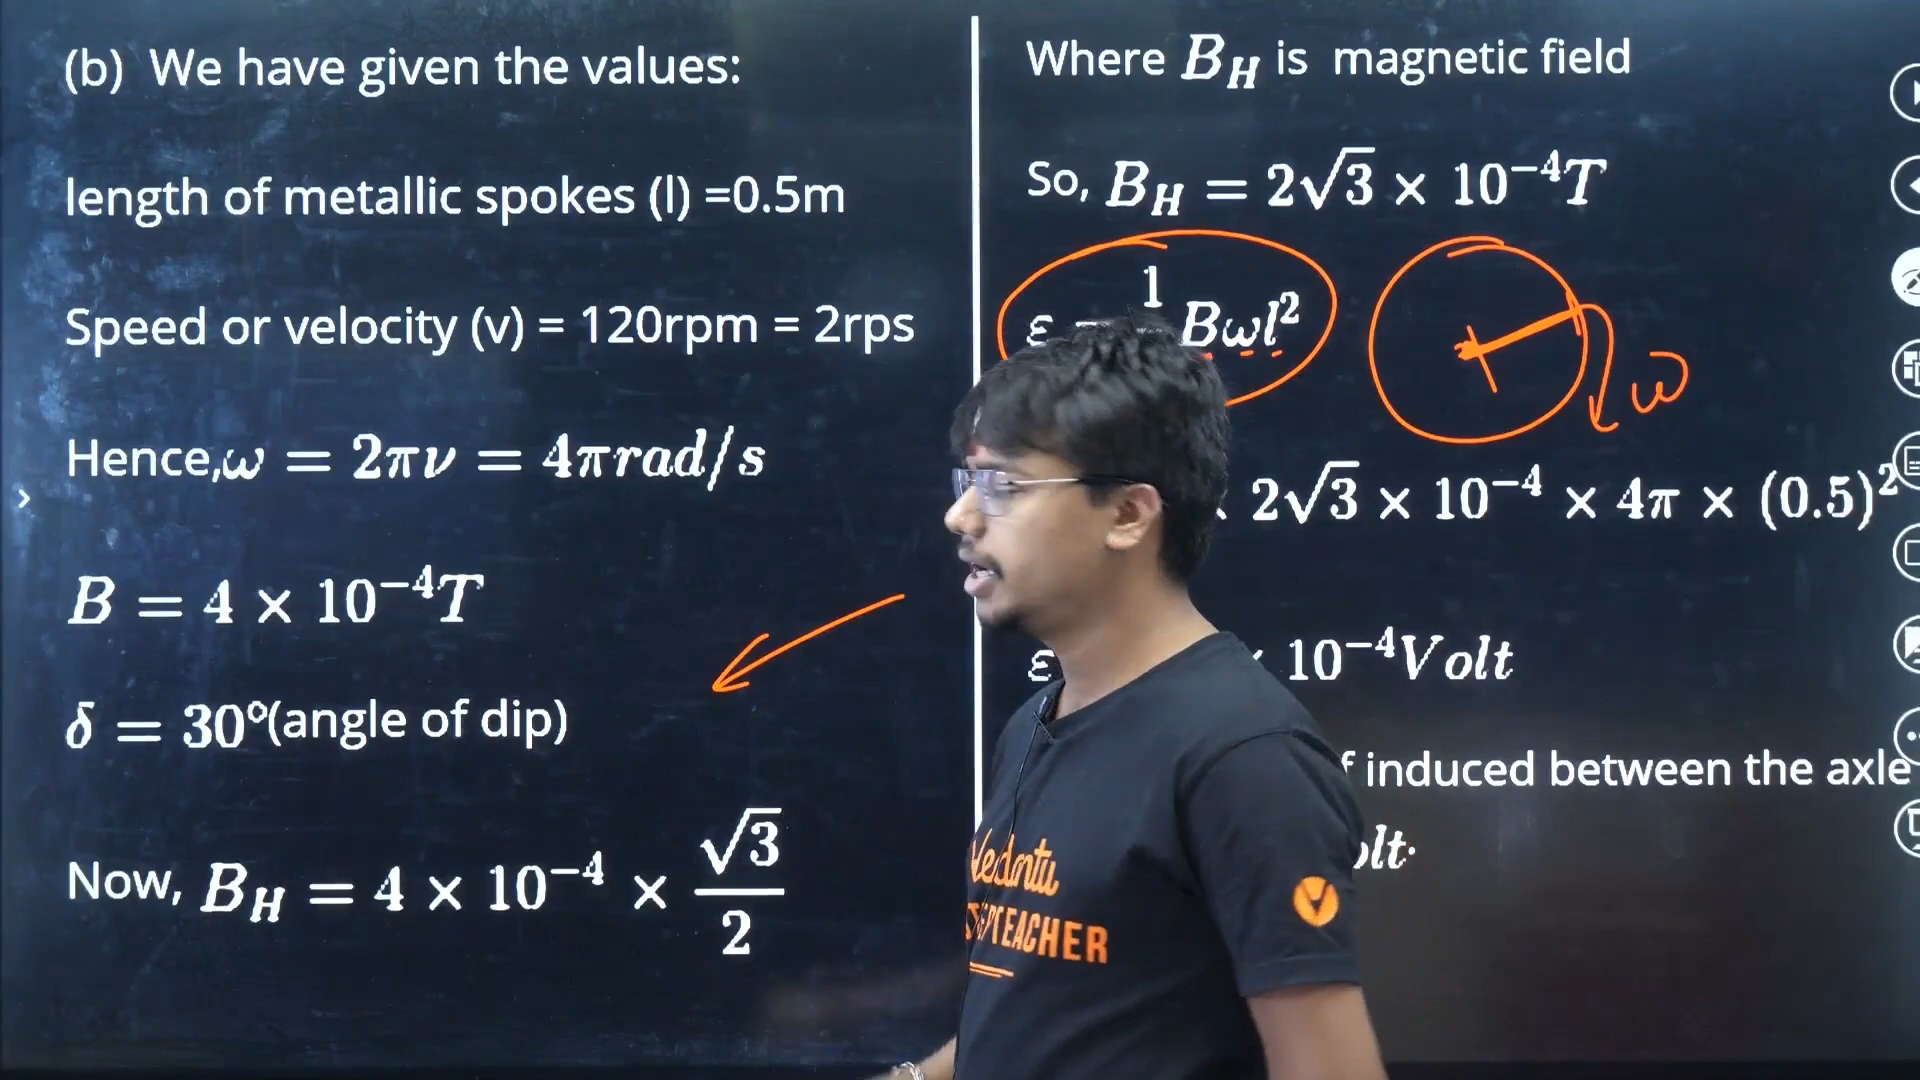 (b) We have given the values:
length of metallic spokes (l) =0.5m
Speed or velocity (v) = 120rpm = 2rps
Hence,ω = 2πν = 4πrad/s
B = 4 × 10⁻⁴T
δ = 30°(angle of dip)
Now, B_H = 4 × 10⁻⁴ × √3/2
Where B_H is magnetic field
So, B_H = 2√3 × 10⁻⁴T
ε 1 Bωl²
ω
2√3 × 10⁻⁴ × 4π × (0.5)²
ε 10⁻⁴Volt
induced between the axle
Vedantu
TEACHER